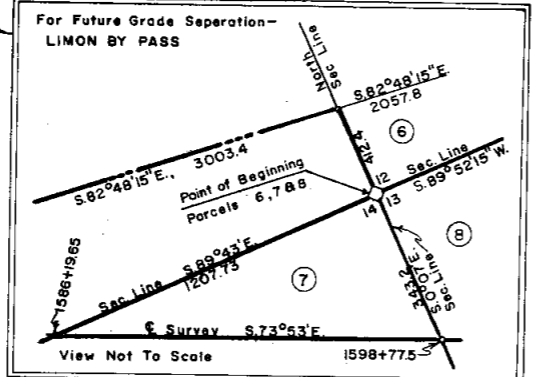 For Future Grade Seperation-
LIMON BY PASS
North
Sec. Line
S.82°48'15"E.
2057.8
6
S.82°48'15"E., 3003.4
412.4
Point of Beginning
Parcels 6,7&8
12
14 13
Sec. Line
S.89°52'15"W.
8
1586+19.65
Sec. Line S.89°43'E.
1207.73
7
343.2
Sec. Line
℄ Survey S.73°53'E.
View Not To Scale
1598+77.5